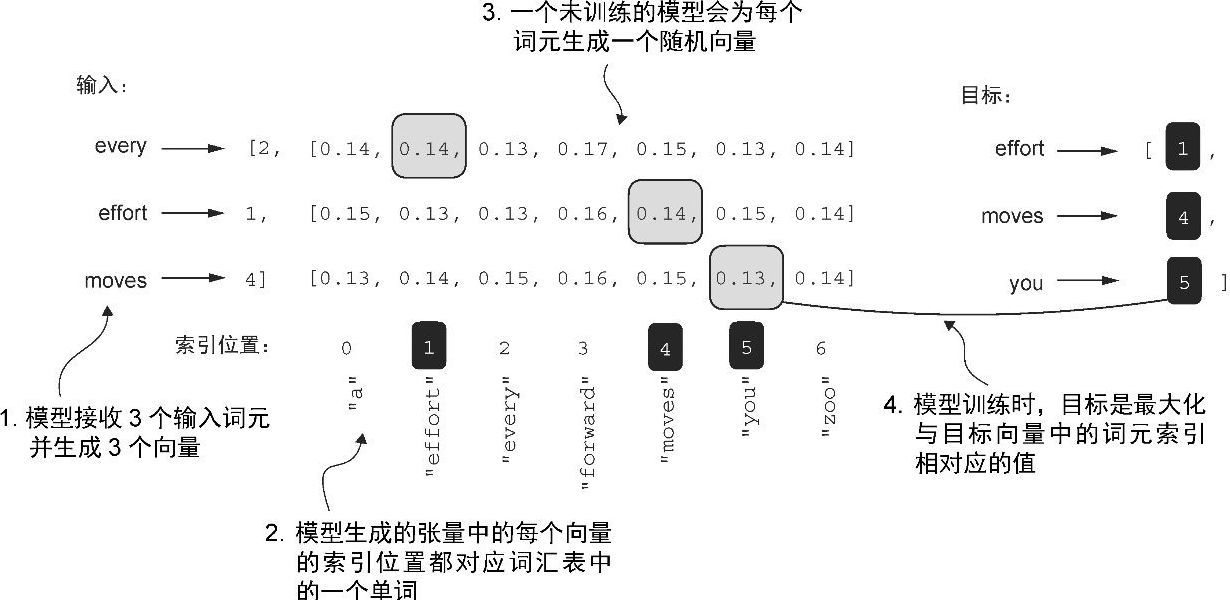 3. 一个未训练的模型会为每个
词元生成一个随机向量
输入：
目标：
every [2, [0.14, 0.14, 0.13, 0.17, 0.15, 0.13, 0.14] effort [ 1 ,
effort 1, [0.15, 0.13, 0.13, 0.16, 0.14, 0.15, 0.14] moves 4 ,
moves 4] [0.13, 0.14, 0.15, 0.16, 0.15, 0.13, 0.14] you 5 ]
索引位置： 0 1 2 3 4 5 6
"a" "effort" "every" "forward" "moves" "you" "zoo"
1. 模型接收 3 个输入词元
并生成 3 个向量
4. 模型训练时，目标是最大化
与目标向量中的词元索引
相对应的值
2. 模型生成的张量中的每个向量
的索引位置都对应词汇表中
的一个单词